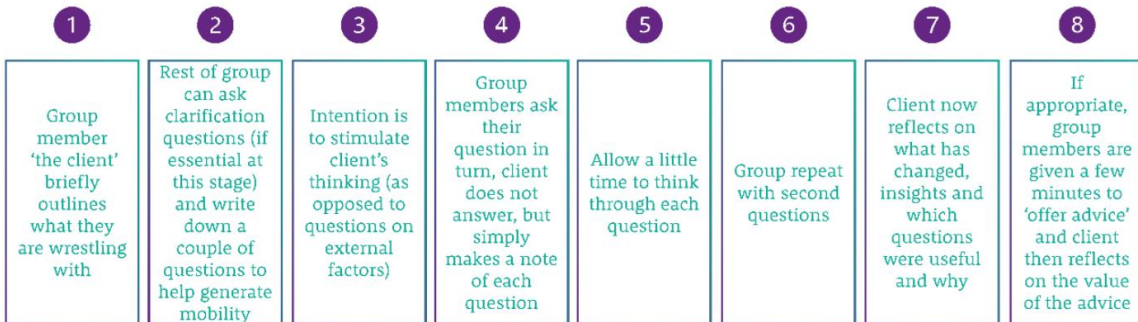 1
Group
member
‘the client’
briefly
outlines
what they
are wrestling
with
2
Rest of group
can ask
clarification
questions (if
essential at
this stage)
and write
down a
couple of
questions to
help generate
mobility
3
Intention is
to stimulate
client’s
thinking (as
opposed to
questions on
external
factors)
4
Group
members ask
their
question in
turn, client
does not
answer, but
simply
makes a note
of each
question
5
Allow a little
time to think
through each
question
6
Group repeat
with second
questions
7
Client now
reflects on
what has
changed,
insights and
which
questions
were useful
and why
8
If
appropriate,
group
members are
given a few
minutes to
‘offer advice’
and client
then reflects
on the value
of the advice